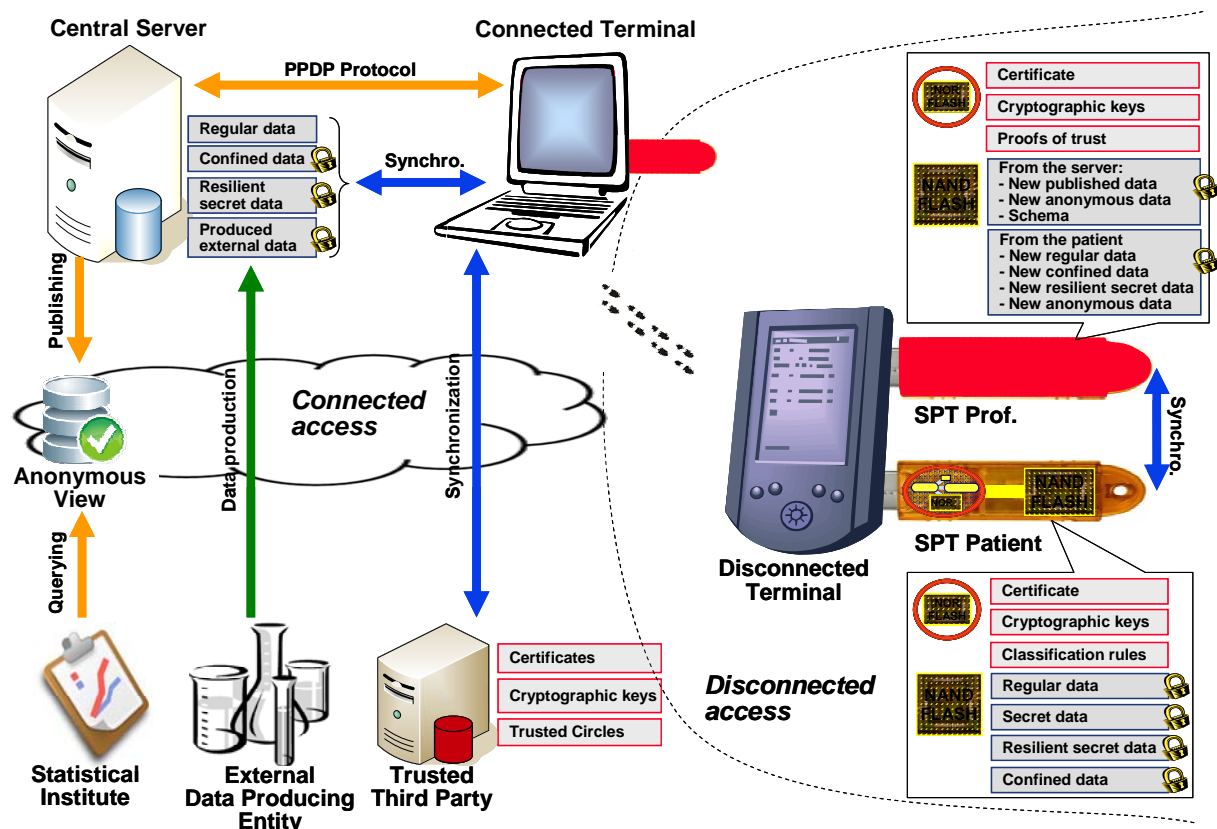 Central Server
Connected Terminal
PPDP Protocol
Regular data
Confined data
Resilient
secret data
Produced
external data
Synchro.
Publishing
Data production
Synchronization
Connected
access
Anonymous
View
Querying
Statistical
Institute
External
Data Producing
Entity
Trusted
Third Party
Certificates
Cryptographic keys
Trusted Circles
Disconnected
access
Disconnected
Terminal
NOR
FLASH
Certificate
Cryptographic keys
Proofs of trust
NAND
FLASH
From the server:
- New published data
- New anonymous data
- Schema
From the patient
- New regular data
- New confined data
- New resilient secret data
- New anonymous data
SPT Prof.
Synchro.
NOR
NAND
FLASH
SPT Patient
NOR
FLASH
Certificate
Cryptographic keys
Classification rules
NAND
FLASH
Regular data
Secret data
Resilient secret data
Confined data